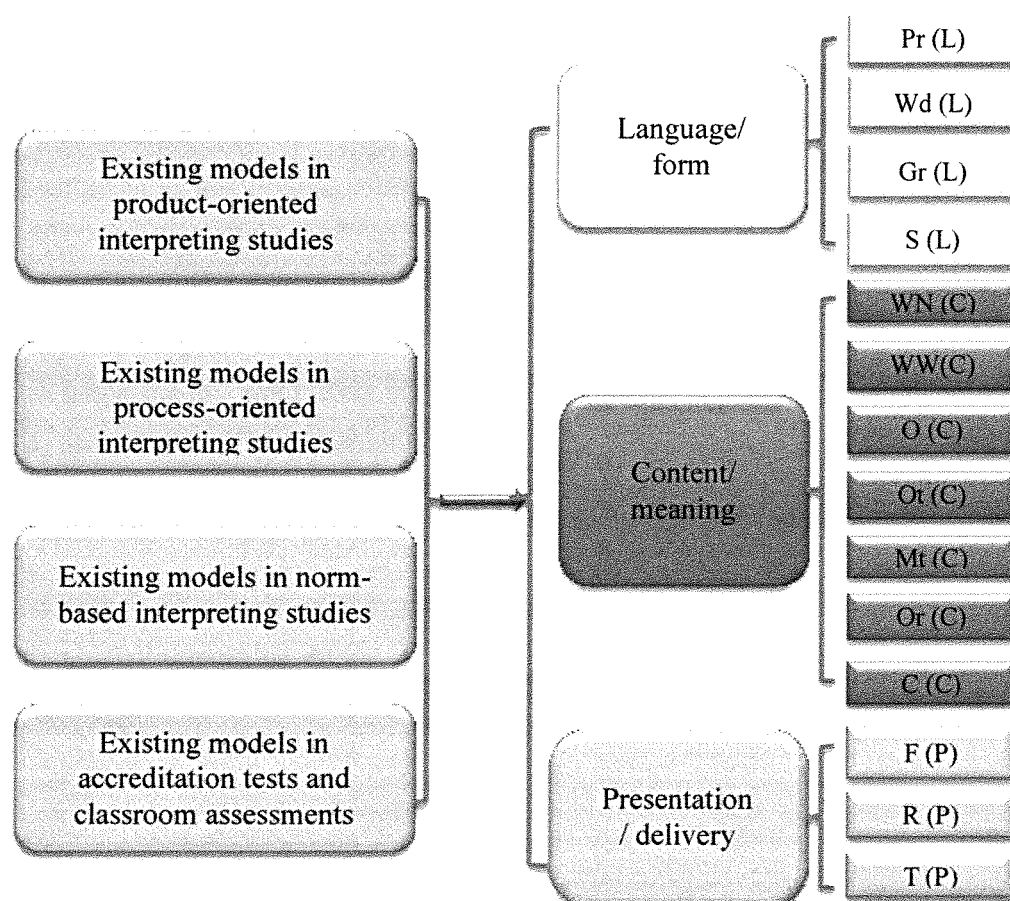 Existing models in
product-oriented
interpreting studies
Existing models in
process-oriented
interpreting studies
Existing models in norm-
based interpreting studies
Existing models in
accreditation tests and
classroom assessments
Language/
form
Content/
meaning
Presentation
/ delivery
Pr (L)
Wd (L)
Gr (L)
S (L)
WN (C)
WW(C)
O (C)
Ot (C)
Mt (C)
Or (C)
C (C)
F (P)
R (P)
T (P)